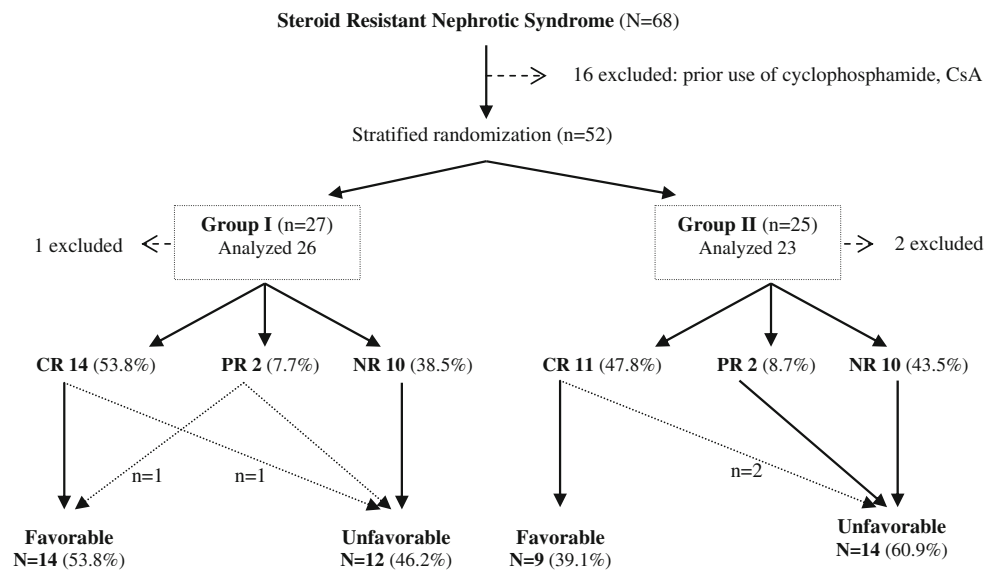 Steroid Resistant Nephrotic Syndrome (N=68)
16 excluded: prior use of cyclophosphamide, CsA
Stratified randomization (n=52)
Group I (n=27)
Analyzed 26
1 excluded
Group II (n=25)
Analyzed 23
2 excluded
CR 14 (53.8%)
PR 2 (7.7%)
NR 10 (38.5%)
CR 11 (47.8%)
PR 2 (8.7%)
NR 10 (43.5%)
n=1
n=1
n=2
Favorable
N=14 (53.8%)
Unfavorable
N=12 (46.2%)
Favorable
N=9 (39.1%)
Unfavorable
N=14 (60.9%)